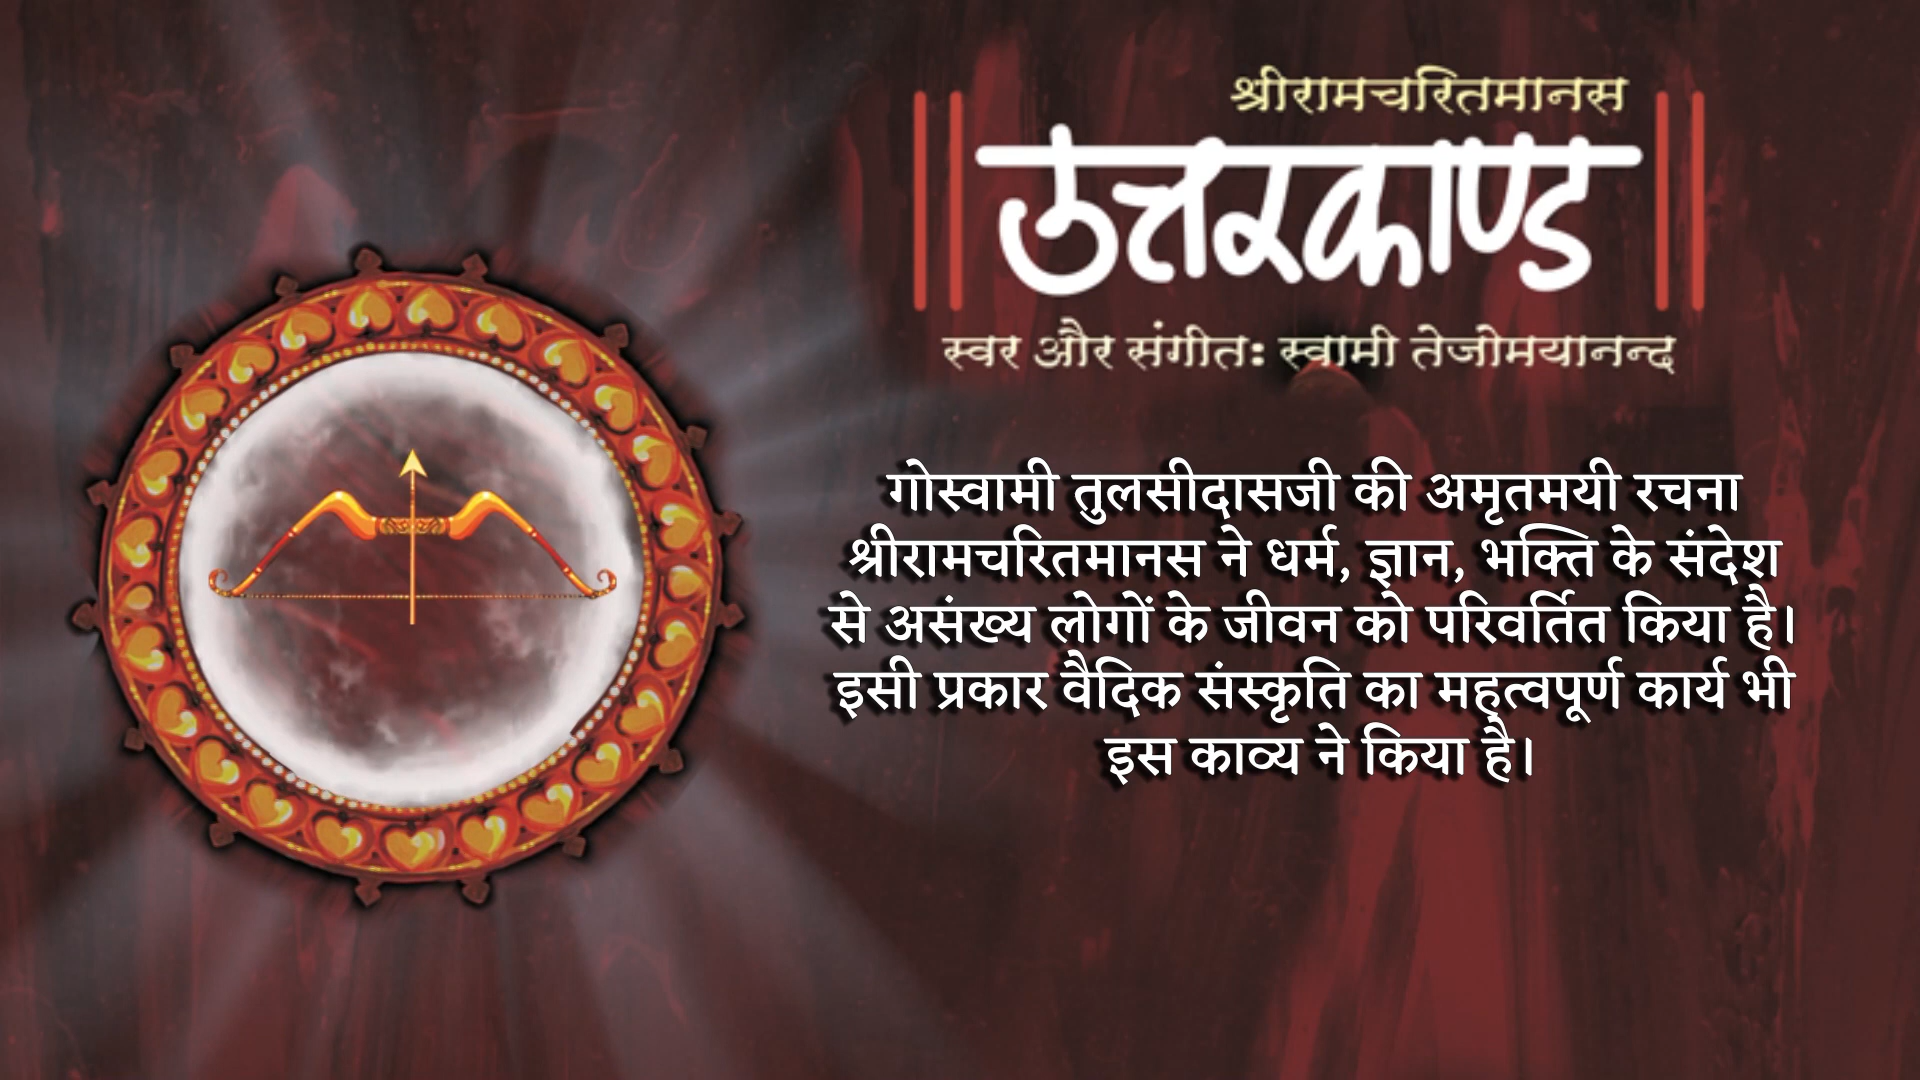 श्रीरामचरितमानस
उत्तरकाण्ड
स्वर और संगीतः स्वामी तेजोमयानन्द
गोस्वामी तुलसीदासजी की अमृतमयी रचना
श्रीरामचरितमानस ने धर्म, ज्ञान, भक्ति के संदेश
से असंख्य लोगों के जीवन को परिवर्तित किया है।
इसी प्रकार वैदिक संस्कृति का महत्वपूर्ण कार्य भी
इस काव्य ने किया है।